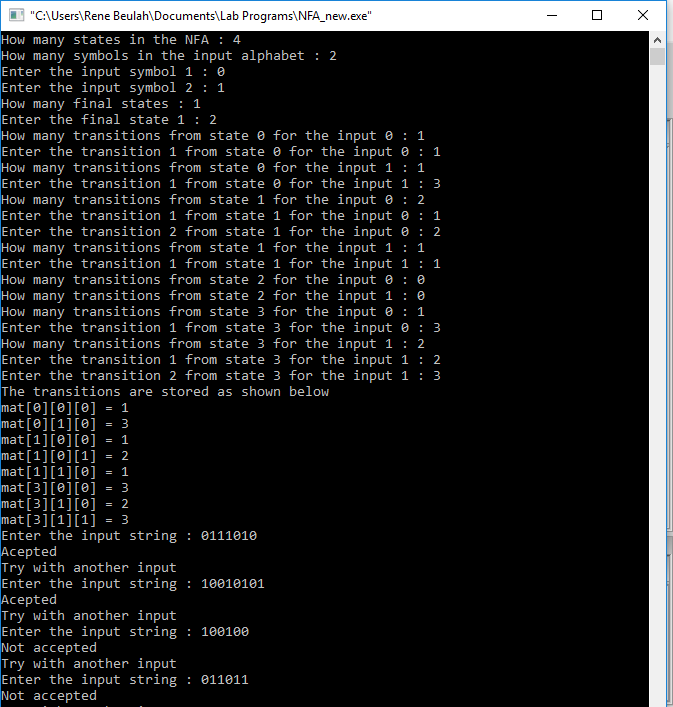 "C:\Users\Rene Beulah\Documents\Lab Programs\NFA_new.exe"
How many states in the NFA : 4
How many symbols in the input alphabet : 2
Enter the input symbol 1 : 0
Enter the input symbol 2 : 1
How many final states : 1
Enter the final state 1 : 2
How many transitions from state 0 for the input 0 : 1
Enter the transition 1 from state 0 for the input 0 : 1
How many transitions from state 0 for the input 1 : 1
Enter the transition 1 from state 0 for the input 1 : 3
How many transitions from state 1 for the input 0 : 2
Enter the transition 1 from state 1 for the input 0 : 1
Enter the transition 2 from state 1 for the input 0 : 2
How many transitions from state 1 for the input 1 : 1
Enter the transition 1 from state 1 for the input 1 : 1
How many transitions from state 2 for the input 0 : 0
How many transitions from state 2 for the input 1 : 0
How many transitions from state 3 for the input 0 : 1
Enter the transition 1 from state 3 for the input 0 : 3
How many transitions from state 3 for the input 1 : 2
Enter the transition 1 from state 3 for the input 1 : 2
Enter the transition 2 from state 3 for the input 1 : 3
The transitions are stored as shown below
mat[0][0][0] = 1
mat[0][1][0] = 3
mat[1][0][0] = 1
mat[1][0][1] = 2
mat[1][1][0] = 1
mat[3][0][0] = 3
mat[3][1][0] = 2
mat[3][1][1] = 3
Enter the input string : 0111010
Acepted
Try with another input
Enter the input string : 10010101
Acepted
Try with another input
Enter the input string : 100100
Not accepted
Try with another input
Enter the input string : 011011
Not accepted